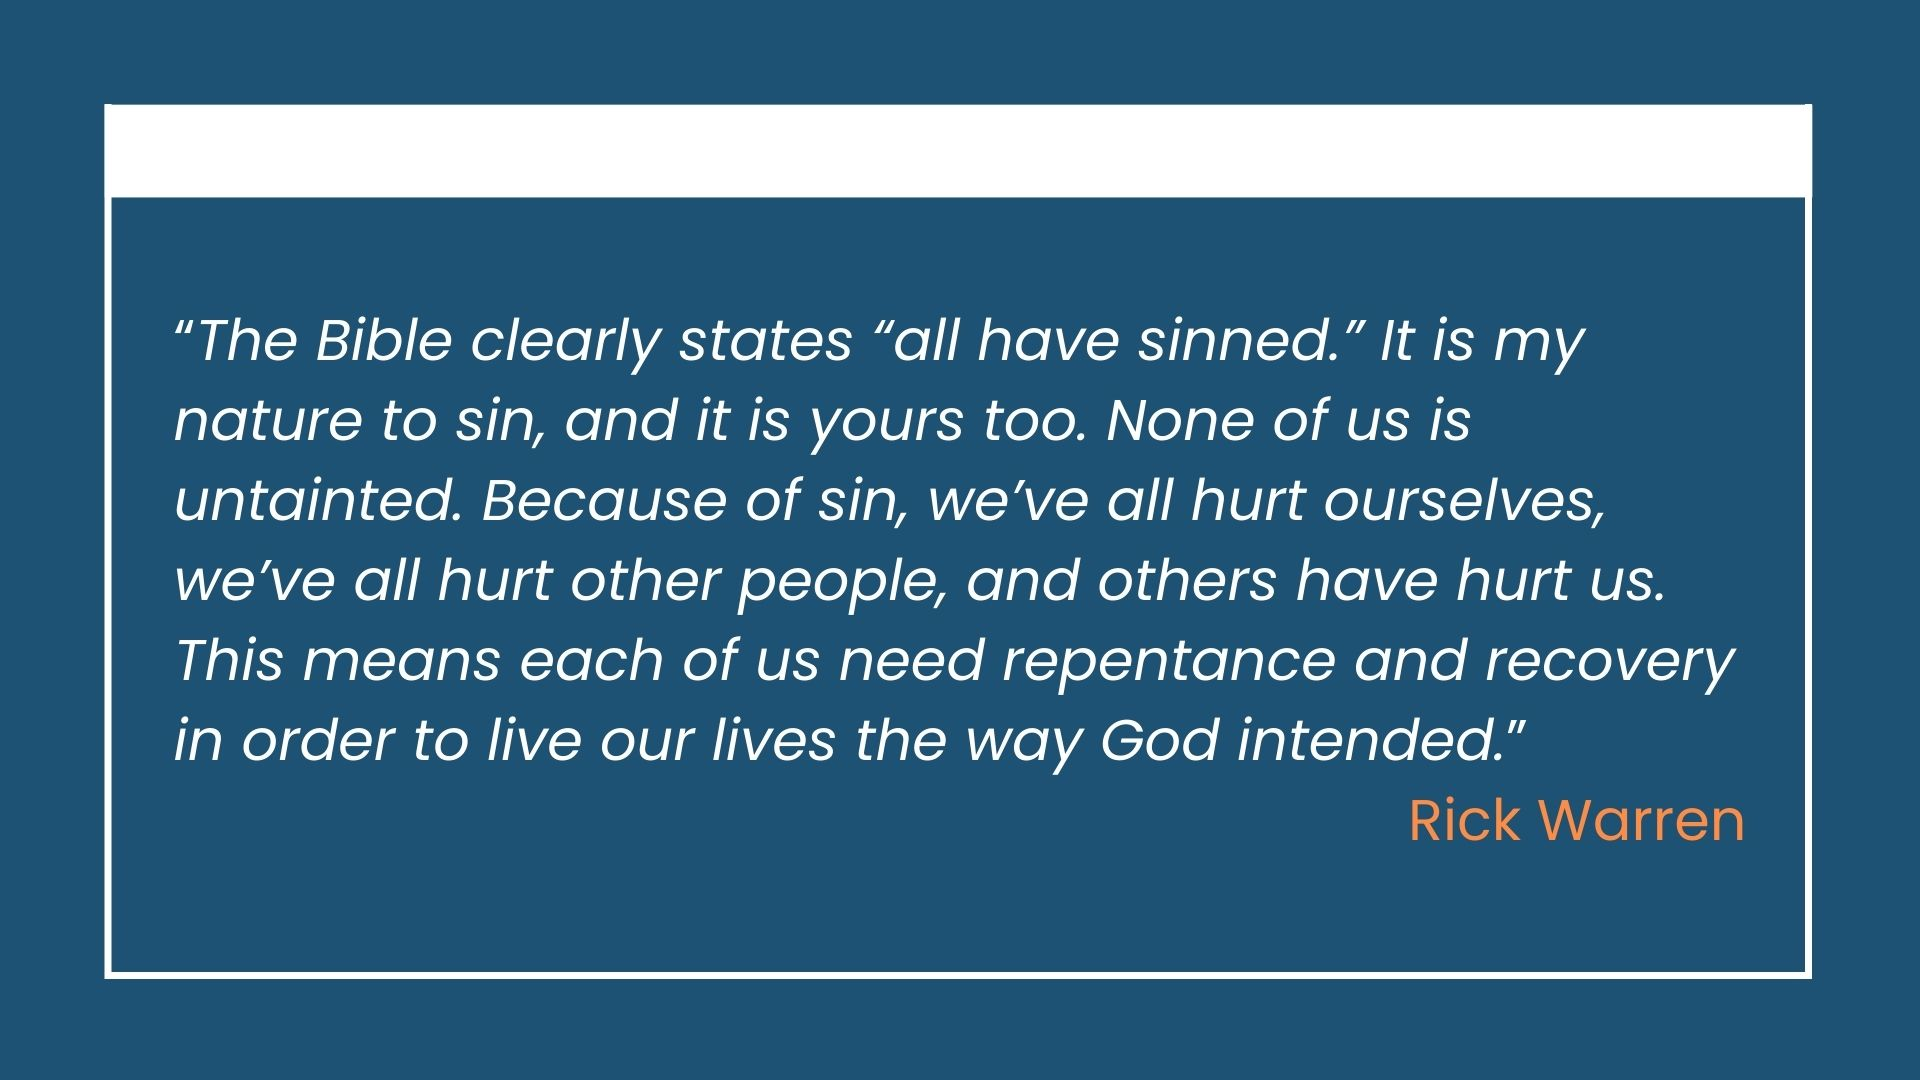 “The Bible clearly states “all have sinned.” It is my
nature to sin, and it is yours too. None of us is
untainted. Because of sin, we’ve all hurt ourselves,
we’ve all hurt other people, and others have hurt us.
This means each of us need repentance and recovery
in order to live our lives the way God intended.”
Rick Warren